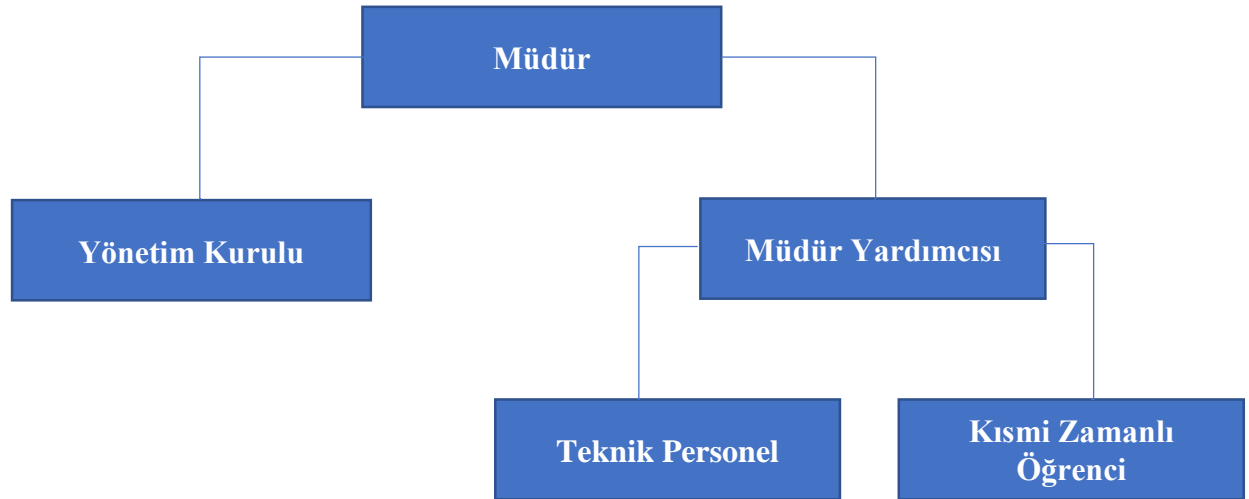 Müdür
Yönetim Kurulu
Müdür Yardımcısı
Teknik Personel
Kısmi Zamanlı
Öğrenci